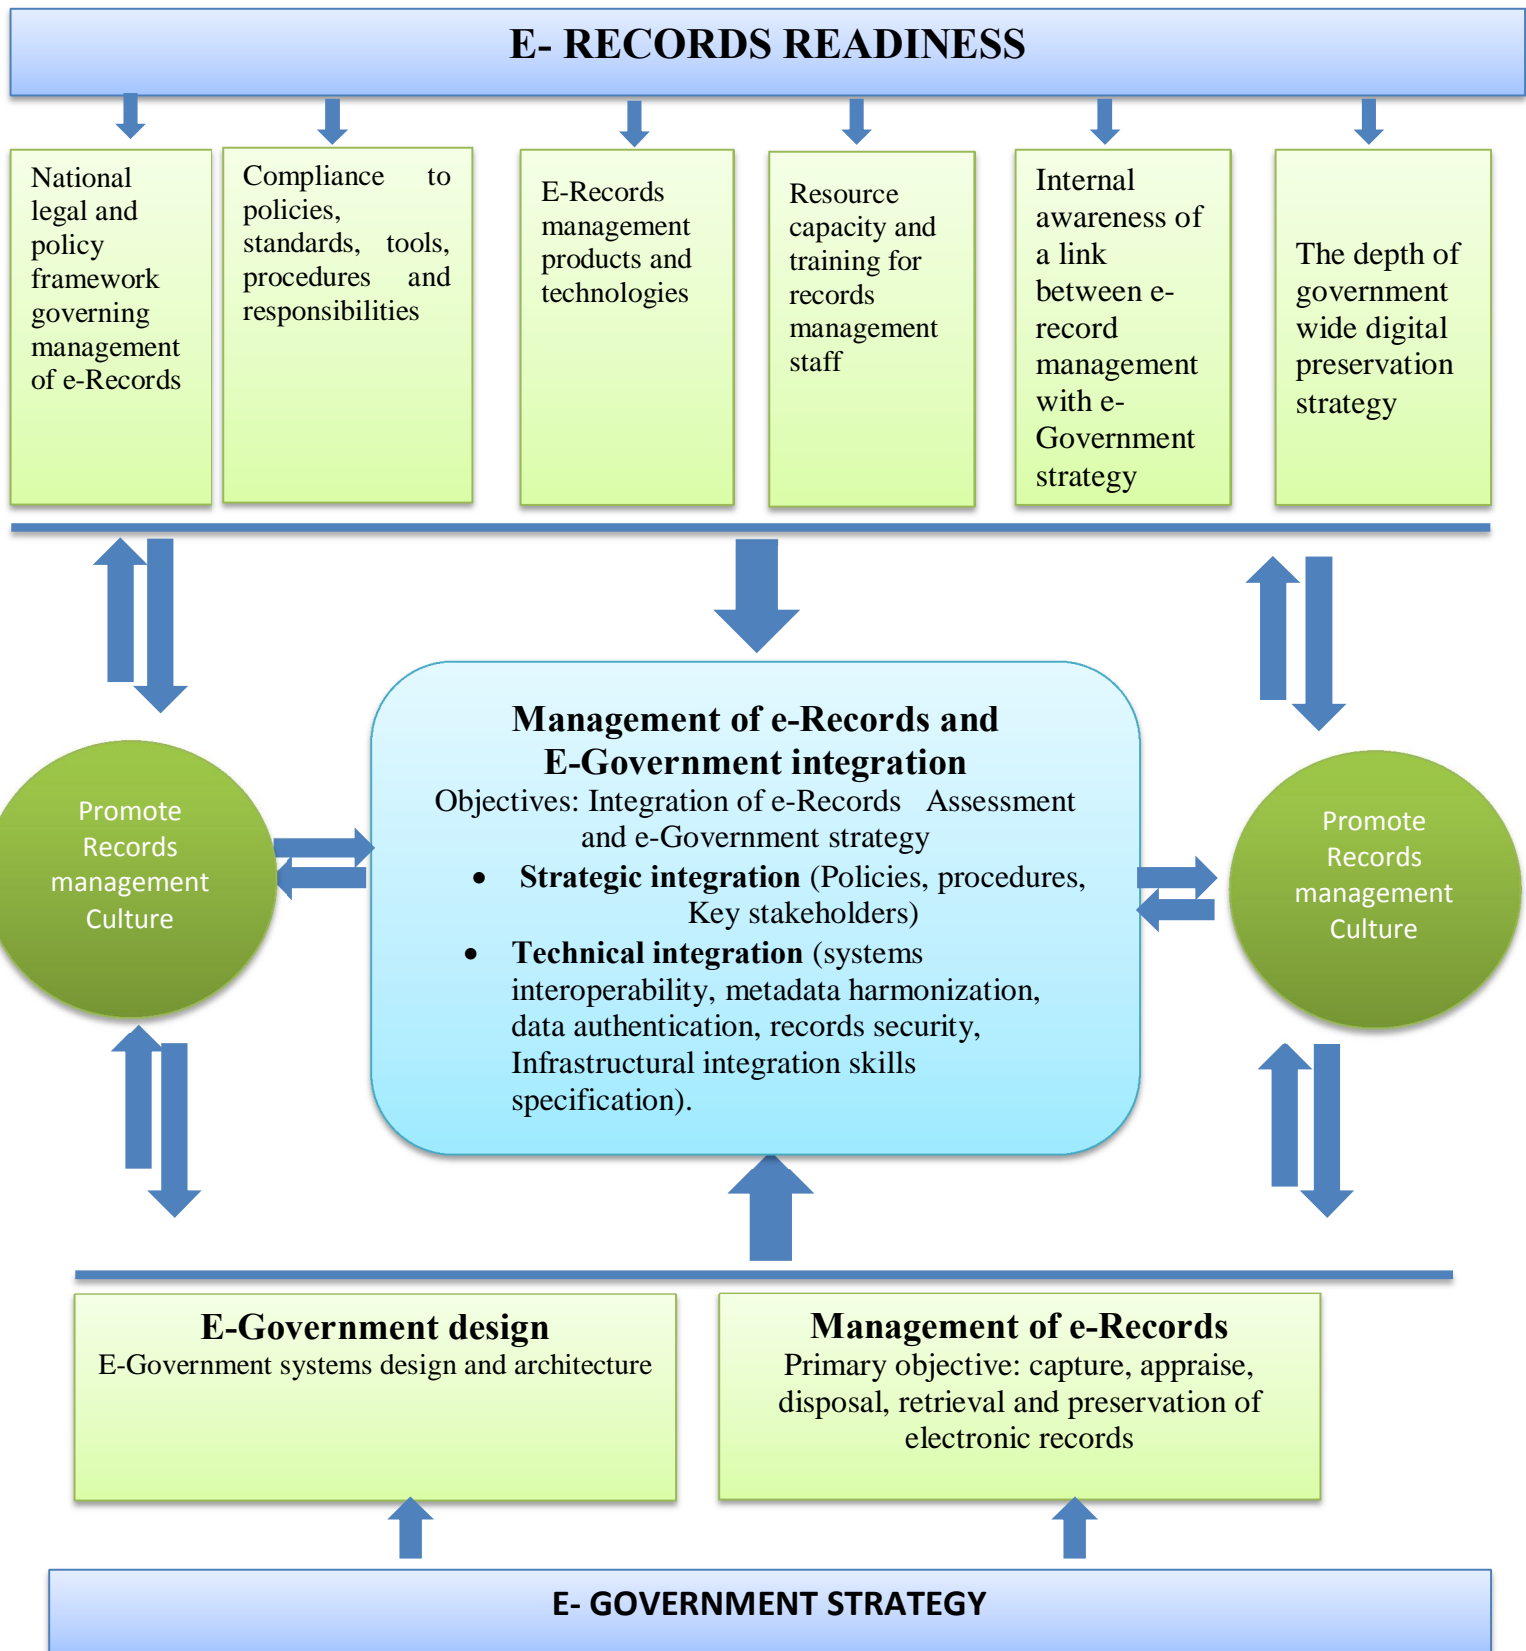 E- RECORDS READINESS
National
legal and
policy
framework
governing
management
of e-Records
Compliance to
policies,
standards, tools,
procedures and
responsibilities
E-Records
management
products and
technologies
Resource
capacity and
training for
records
management
staff
Internal
awareness of
a link
between e-
record
management
with e-
Government
strategy
The depth of
government
wide digital
preservation
strategy
Promote
Records
management
Culture
Management of e-Records and
E-Government integration
Objectives: Integration of e-Records Assessment
and e-Government strategy
• Strategic integration (Policies, procedures,
Key stakeholders)
• Technical integration (systems
interoperability, metadata harmonization,
data authentication, records security,
Infrastructural integration skills
specification).
Promote
Records
management
Culture
E-Government design
E-Government systems design and architecture
Management of e-Records
Primary objective: capture, appraise,
disposal, retrieval and preservation of
electronic records
E- GOVERNMENT STRATEGY